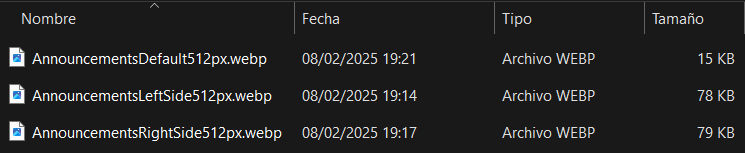 Nombre Fecha Tipo Tamaño
AnnouncementsDefault512px.webp 08/02/2025 19:21 Archivo WEBP 15 KB
AnnouncementsLeftSide512px.webp 08/02/2025 19:14 Archivo WEBP 78 KB
AnnouncementsRightSide512px.webp 08/02/2025 19:17 Archivo WEBP 79 KB